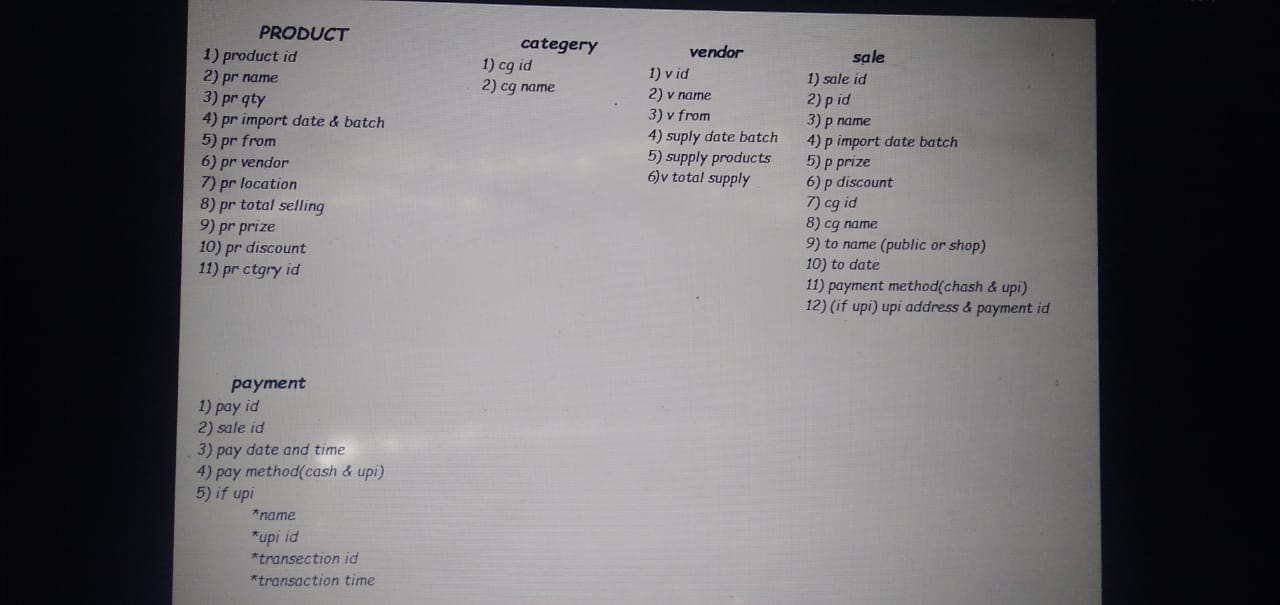 PRODUCT
1) product id
2) pr name
3) pr qty
4) pr import date & batch
5) pr from
6) pr vendor
7) pr location
8) pr total selling
9) pr prize
10) pr discount
11) pr ctgry id
categery
1) cg id
2) cg name
vendor
1) v id
2) v name
3) v from
4) suply date batch
5) supply products
6)v total supply
sale
1) sale id
2) p id
3) p name
4) p import date batch
5) p prize
6) p discount
7) cg id
8) cg name
9) to name (public or shop)
10) to date
11) payment method(chash & upi)
12) (if upi) upi address & payment id
payment
1) pay id
2) sale id
3) pay date and time
4) pay method(cash & upi)
5) if upi
*name
*upi id
*transection id
*transaction time